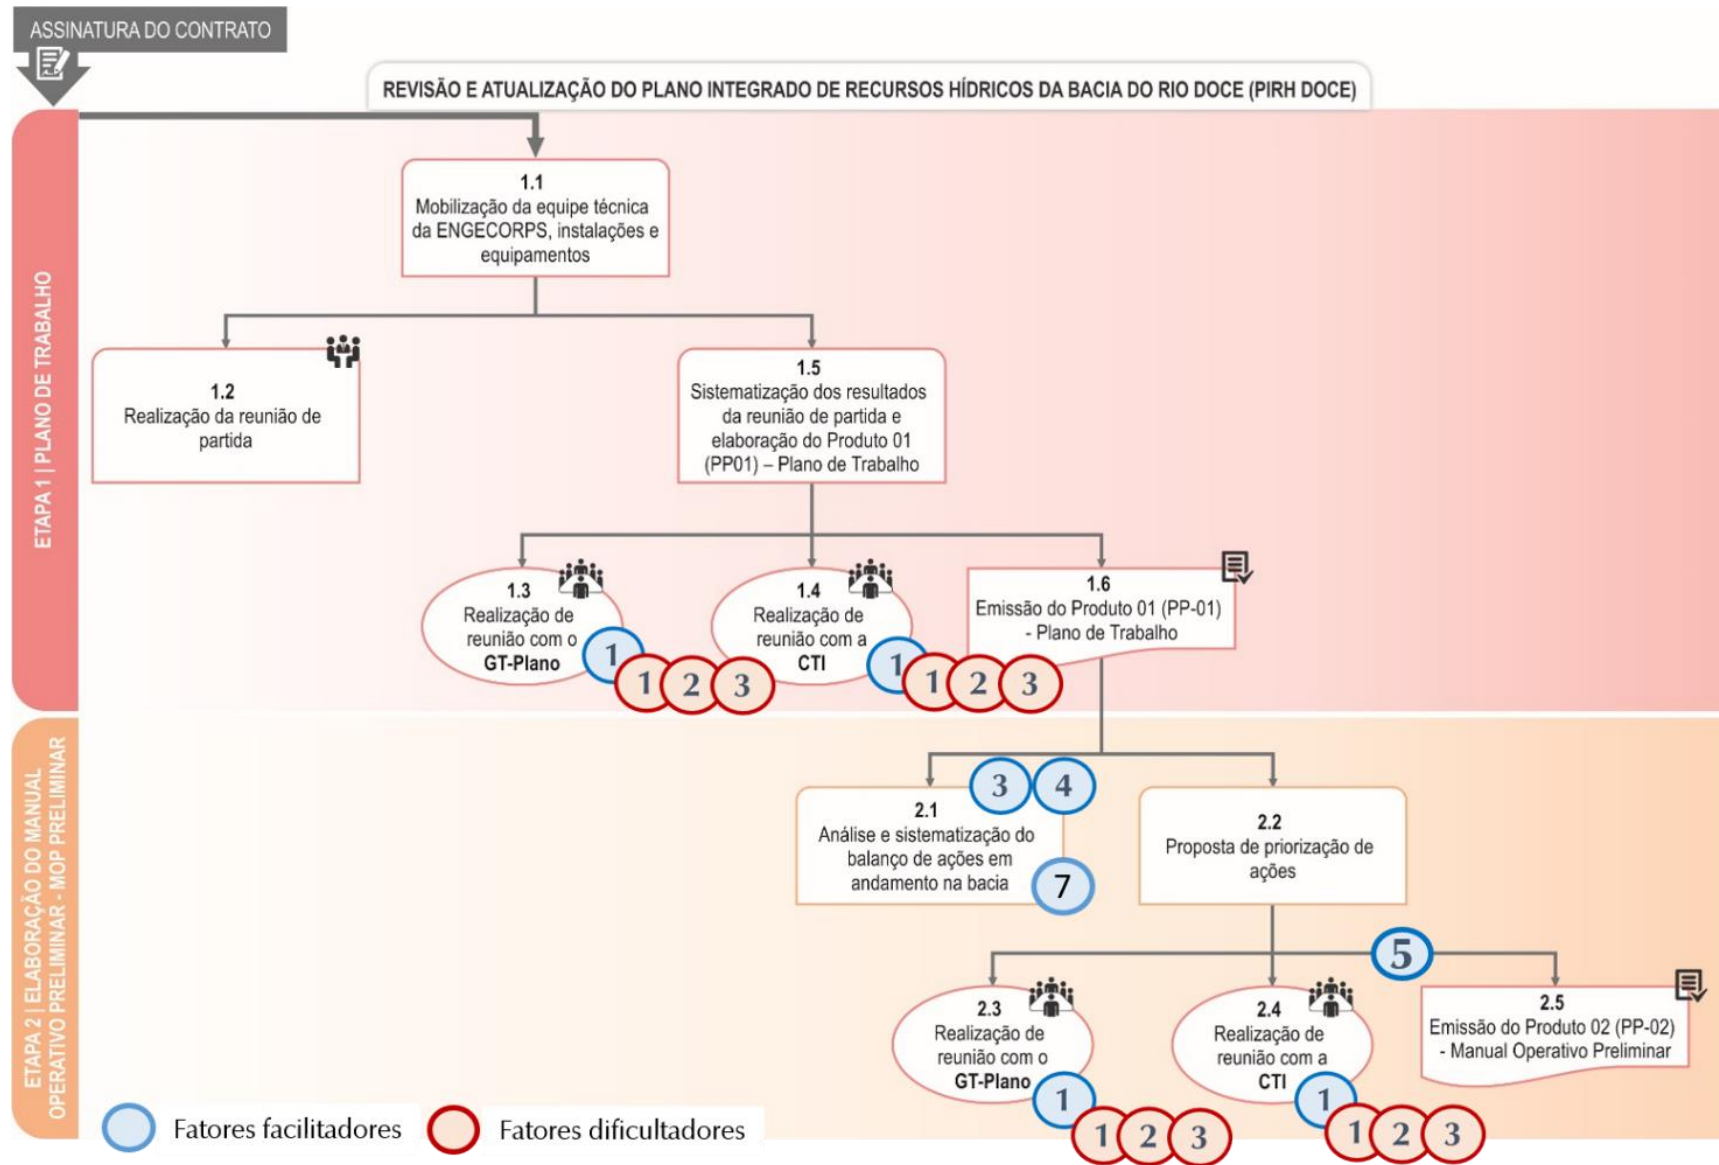 ASSINATURA DO CONTRATO
REVISÃO E ATUALIZAÇÃO DO PLANO INTEGRADO DE RECURSOS HÍDRICOS DA BACIA DO RIO DOCE (PIRH DOCE)
ETAPA 1 | PLANO DE TRABALHO
1.1
Mobilização da equipe técnica
da ENGECORPS, instalações e
equipamentos
1.2
Realização da reunião de
partida
1.5
Sistematização dos resultados
da reunião de partida e
elaboração do Produto 01
(PP01) – Plano de Trabalho
1.3
Realização de
reunião com o
GT-Plano
1
1 2 3
1.4
Realização de
reunião com a
CTI
1
1 2 3
1.6
Emissão do Produto 01 (PP-01)
- Plano de Trabalho
ETAPA 2 | ELABORAÇÃO DO MANUAL
OPERATIVO PRELIMINAR - MOP PRELIMINAR
3 4
2.1
Análise e sistematização do
balanço de ações em
andamento na bacia
7
2.2
Proposta de priorização de
ações
5
2.3
Realização de
reunião com o
GT-Plano
1
1 2 3
2.4
Realização de
reunião com a
CTI
1
1 2 3
2.5
Emissão do Produto 02 (PP-02)
- Manual Operativo Preliminar
Fatores facilitadores
Fatores dificultadores